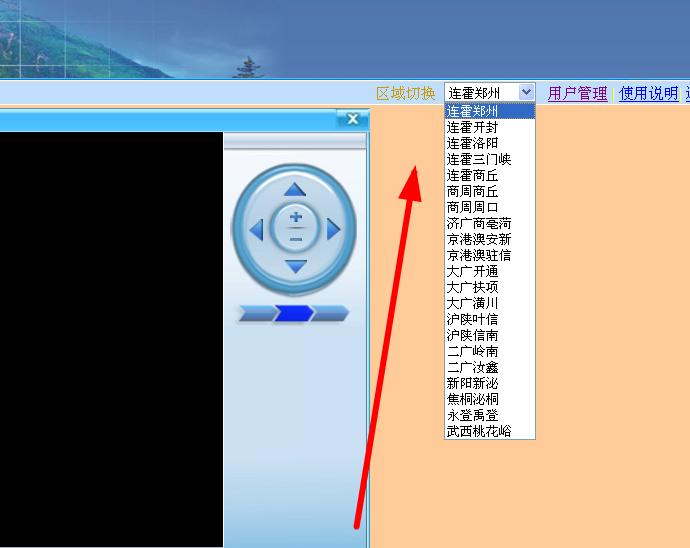 区域切换 连霍郑州 用户管理 使用说明
连霍郑州
连霍开封
连霍洛阳
连霍三门峡
连霍商丘
商周商丘
商周周口
济广商亳菏
京港澳安新
京港澳驻信
大广开通
大广扶项
大广潢川
沪陕叶信
沪陕信南
二广岭南
二广汝鑫
新阳新泌
焦桐泌桐
永登禹登
武西桃花峪